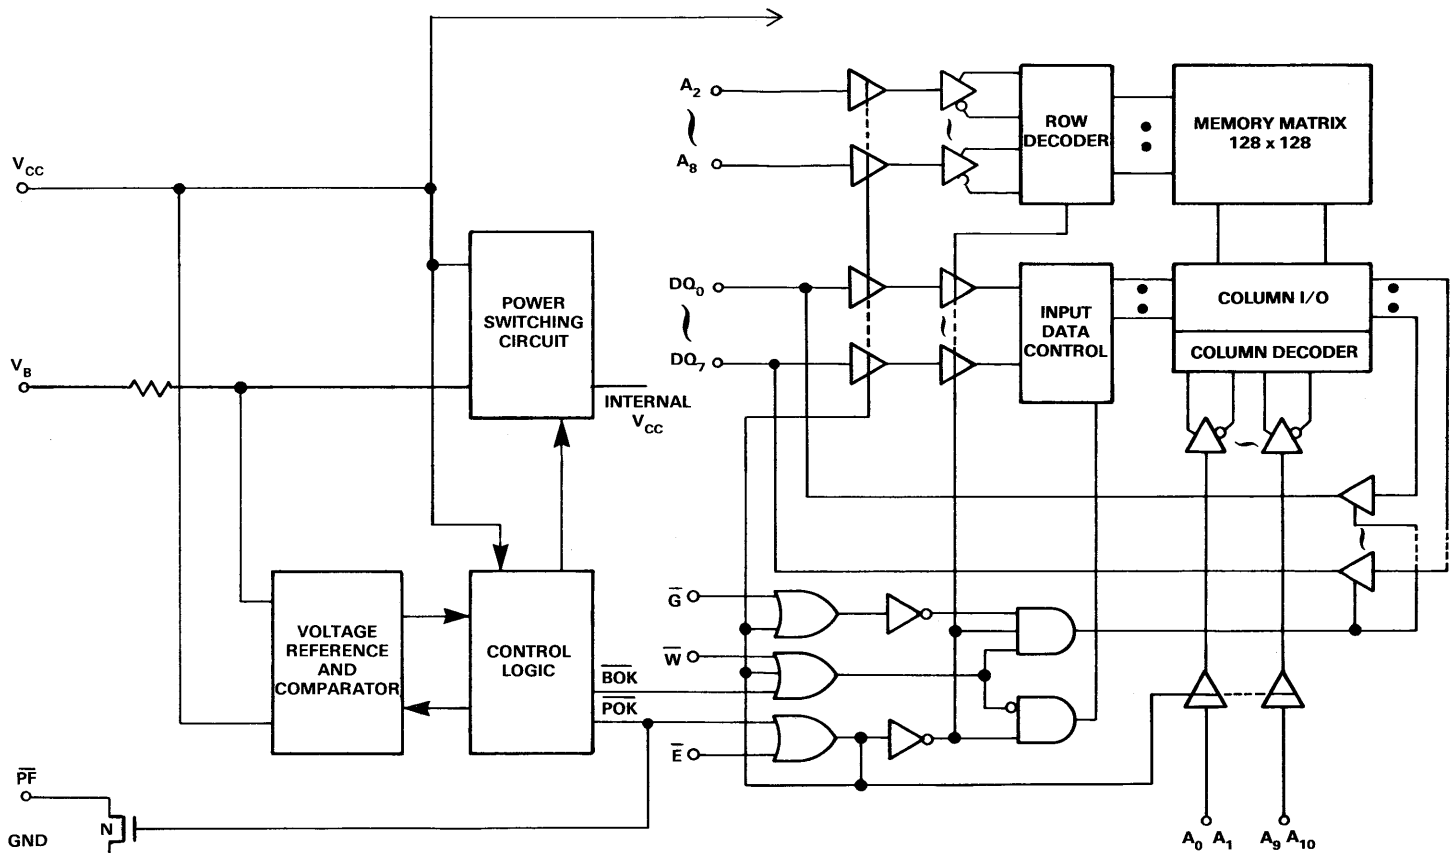 A2
A8
ROW
DECODER
MEMORY MATRIX
128 x 128
VCC
POWER
SWITCHING
CIRCUIT
DQ0
DQ7
INPUT
DATA
CONTROL
COLUMN I/O
COLUMN DECODER
VB
INTERNAL
VCC
VOLTAGE
REFERENCE
AND
COMPARATOR
CONTROL
LOGIC
BOK
POK
G
W
E
PF
N
GND
A0 A1 A9 A10